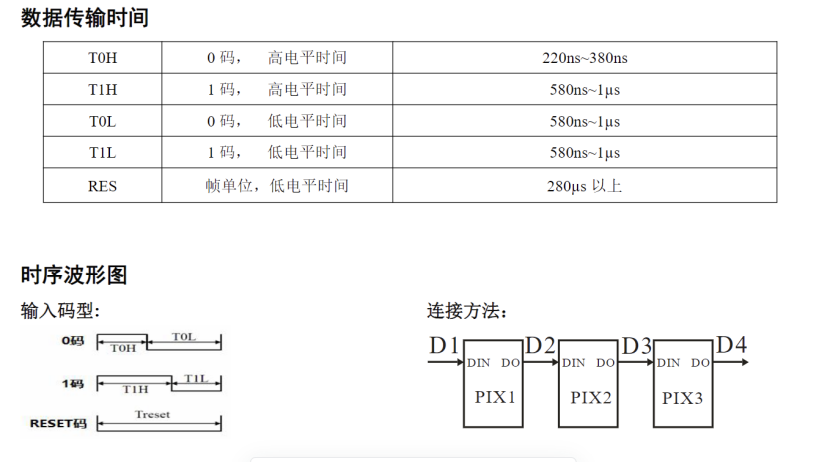 数据传输时间
T0H 0 码， 高电平时间 220ns~380ns
T1H 1 码， 高电平时间 580ns~1μs
T0L 0 码， 低电平时间 580ns~1μs
T1L 1 码， 低电平时间 580ns~1μs
RES 帧单位，低电平时间 280μs 以上
时序波形图
输入码型:
0码
T0H
T0L
1码
T1H
T1L
RESET码
Treset
连接方法：
D1 D2 D3 D4
DIN DO DIN DO DIN DO
PIX1 PIX2 PIX3